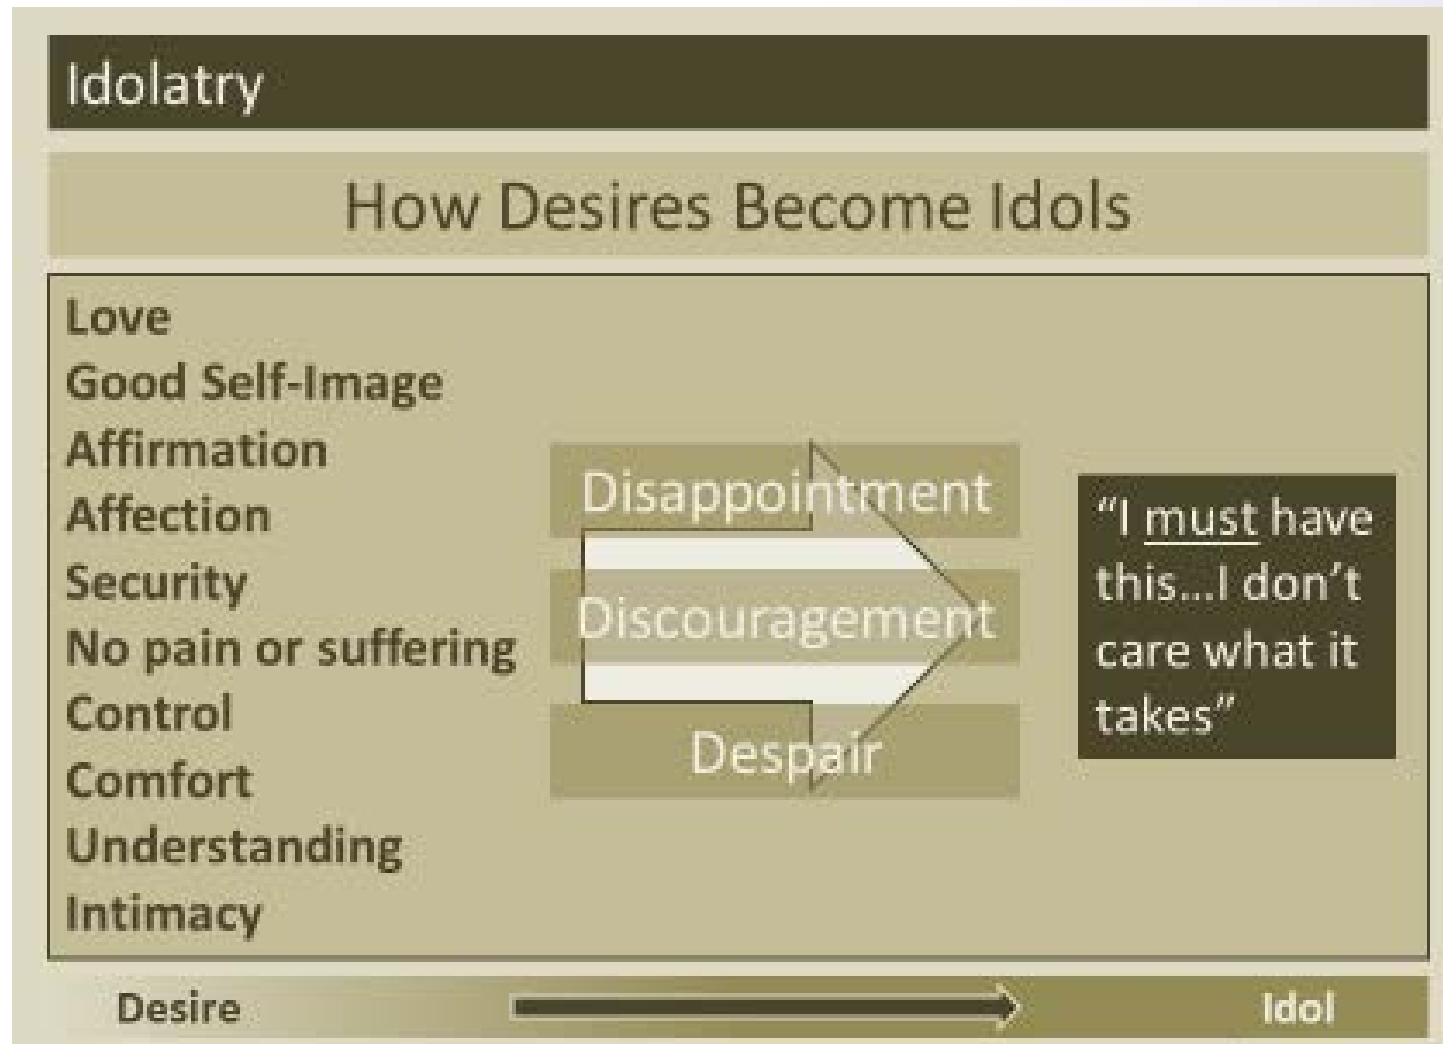 Idolatry
How Desires Become Idols
Love
Good Self-Image
Affirmation
Affection
Security
No pain or suffering
Control
Comfort
Understanding
Intimacy
Disappointment
Discouragement
Despair
“I must have
this...I don’t
care what it
takes”
Desire
Idol